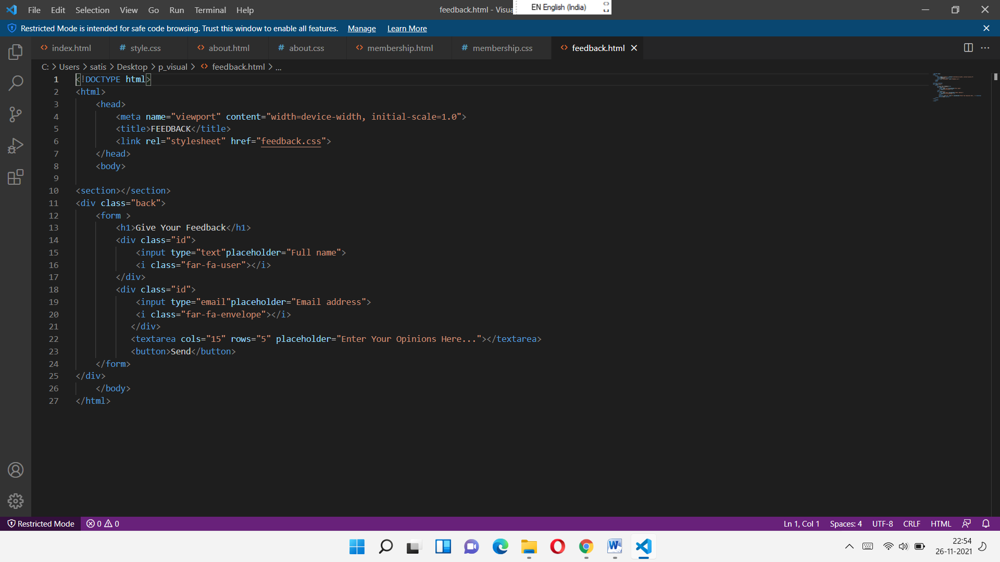 File Edit Selection View Go Run Terminal Help
feedback.html - Visua
EN English (India)
Restricted Mode is intended for safe code browsing. Trust this window to enable all features. Manage Learn More
index.html style.css about.html about.css membership.html membership.css feedback.html
C: > Users > satis > Desktop > p_visual > feedback.html > ...
1 <!DOCTYPE html>
2 <html>
3 <head>
4 <meta name="viewport" content="width=device-width, initial-scale=1.0">
5 <title>FEEDBACK</title>
6 <link rel="stylesheet" href="feedback.css">
7 </head>
8 <body>
9
10 <section></section>
11 <div class="back">
12 <form >
13 <h1>Give Your Feedback</h1>
14 <div class="id">
15 <input type="text"placeholder="Full name">
16 <i class="far-fa-user"></i>
17 </div>
18 <div class="id">
19 <input type="email"placeholder="Email address">
20 <i class="far-fa-envelope"></i>
21 </div>
22 <textarea cols="15" rows="5" placeholder="Enter Your Opinions Here..."></textarea>
23 <button>Send</button>
24 </form>
25 </div>
26 </body>
27 </html>
Restricted Mode 0 0 Ln 1, Col 1 Spaces: 4 UTF-8 CRLF HTML
22:54
26-11-2021